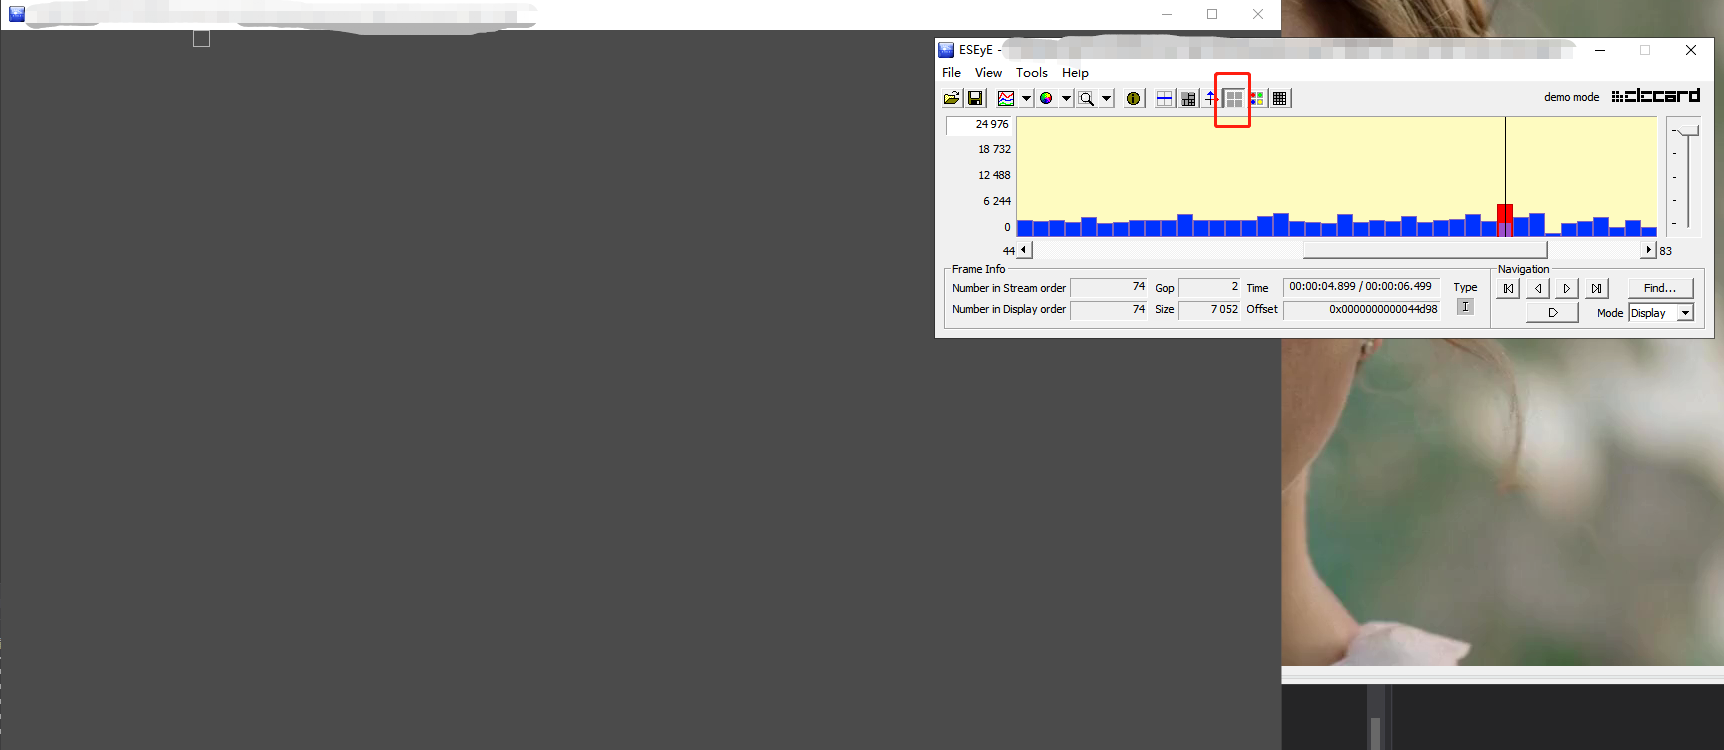 ESEyE -
File View Tools Help
demo mode elecard
24 976
18 732
12 488
6 244
0
44 83
Frame Info
Number in Stream order 74 Gop 2 Time 00:00:04.899 / 00:00:06.499 Type
Number in Display order 74 Size 7 052 Offset 0x0000000000044d98 I
Navigation
Find...
Mode Display